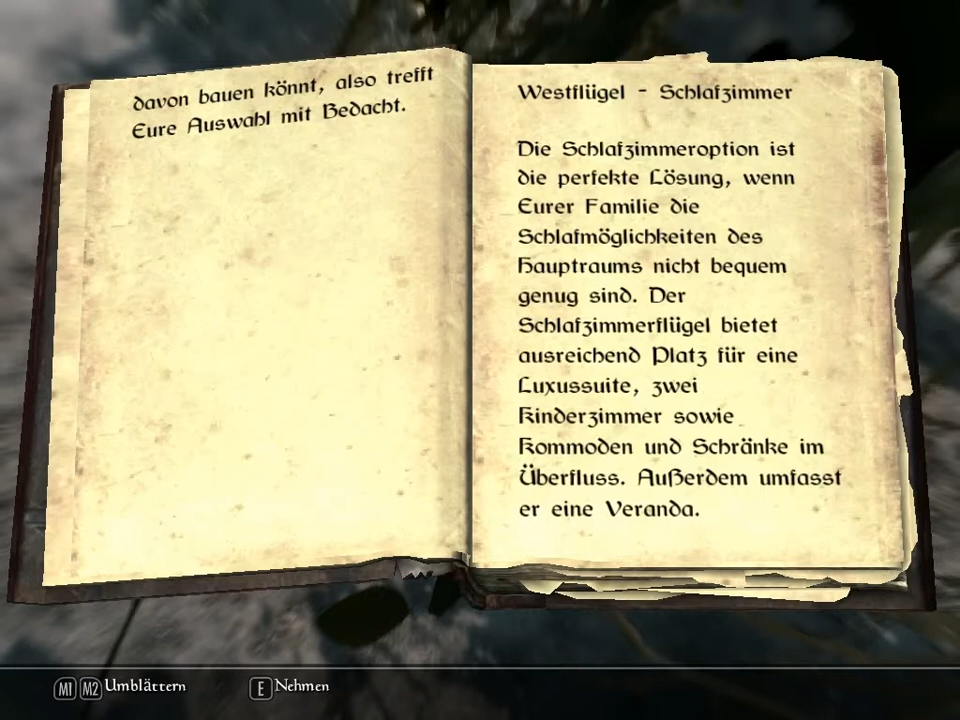 davon bauen könnt, also trefft
Eure Auswahl mit Bedacht.
Westflügel - Schlafzimmer
Die Schlafzimmeroption ist
die perfekte Lösung, wenn
Eurer Familie die
Schlafmöglichkeiten des
Hauptraums nicht bequem
genug sind. Der
Schlafzimmerflügel bietet
ausreichend Platz für eine
Luxussuite, zwei
Kinderzimmer sowie
Kommoden und Schränke im
Überfluss. Außerdem umfasst
er eine Veranda.
M1 M2 Umblättern
E Nehmen